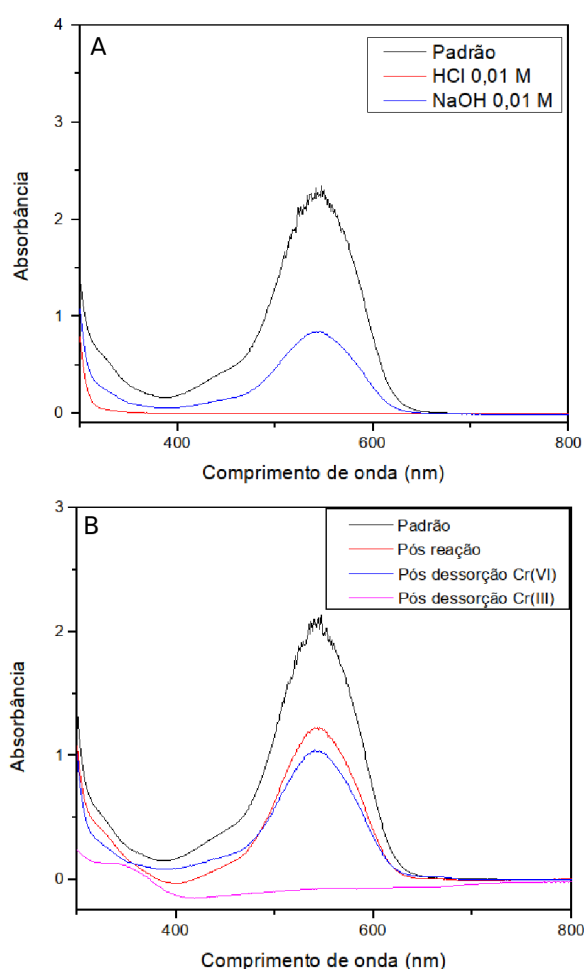 A
Padrão
HCl 0,01 M
NaOH 0,01 M
4
3
2
1
0
Absorbância
400
600
800
Comprimento de onda (nm)
B
Padrão
Pós reação
Pós dessorção Cr(VI)
Pós dessorção Cr(III)
3
2
1
0
Absorbância
400
600
800
Comprimento de onda (nm)